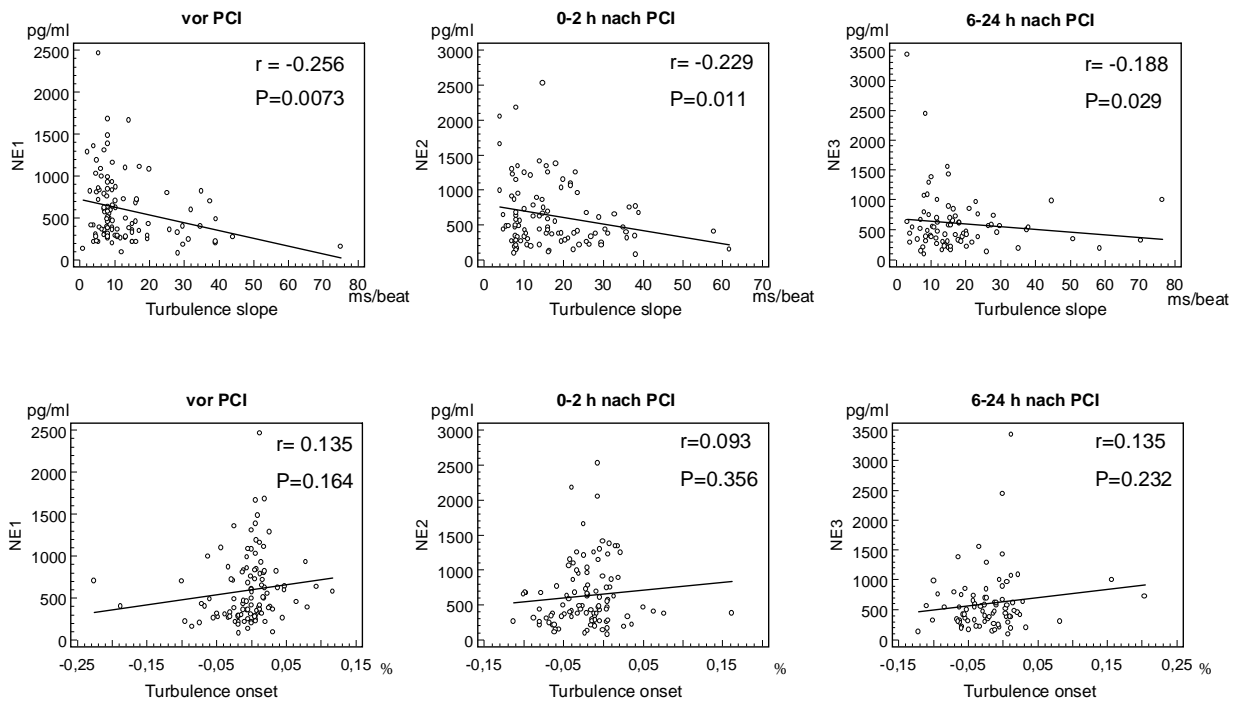 vor PCI
pg/ml
r = -0.256
P=0.0073
NE1
2500
2000
1500
1000
500
0
0 10 20 30 40 50 60 70 80
ms/beat
Turbulence slope
0-2 h nach PCI
pg/ml
r= -0.229
P=0.011
NE2
3000
2500
2000
1500
1000
500
0
0 10 20 30 40 50 60 70
ms/beat
Turbulence slope
6-24 h nach PCI
pg/ml
r= -0.188
P=0.029
NE3
3500
3000
2500
2000
1500
1000
500
0
0 10 20 30 40 50 60 70 80
ms/beat
Turbulence slope
vor PCI
pg/ml
r= 0.135
P=0.164
NE1
2500
2000
1500
1000
500
0
-0,25 -0,15 -0,05 0,05 0,15 %
Turbulence onset
0-2 h nach PCI
pg/ml
r=0.093
P=0.356
NE2
3000
2500
2000
1500
1000
500
0
-0,15 -0,05 0,05 0,15 %
Turbulence onset
6-24 h nach PCI
pg/ml
r=0.135
P=0.232
NE3
3500
3000
2500
2000
1500
1000
500
0
-0,15 -0,05 0,05 0,15 0,25 %
Turbulence onset